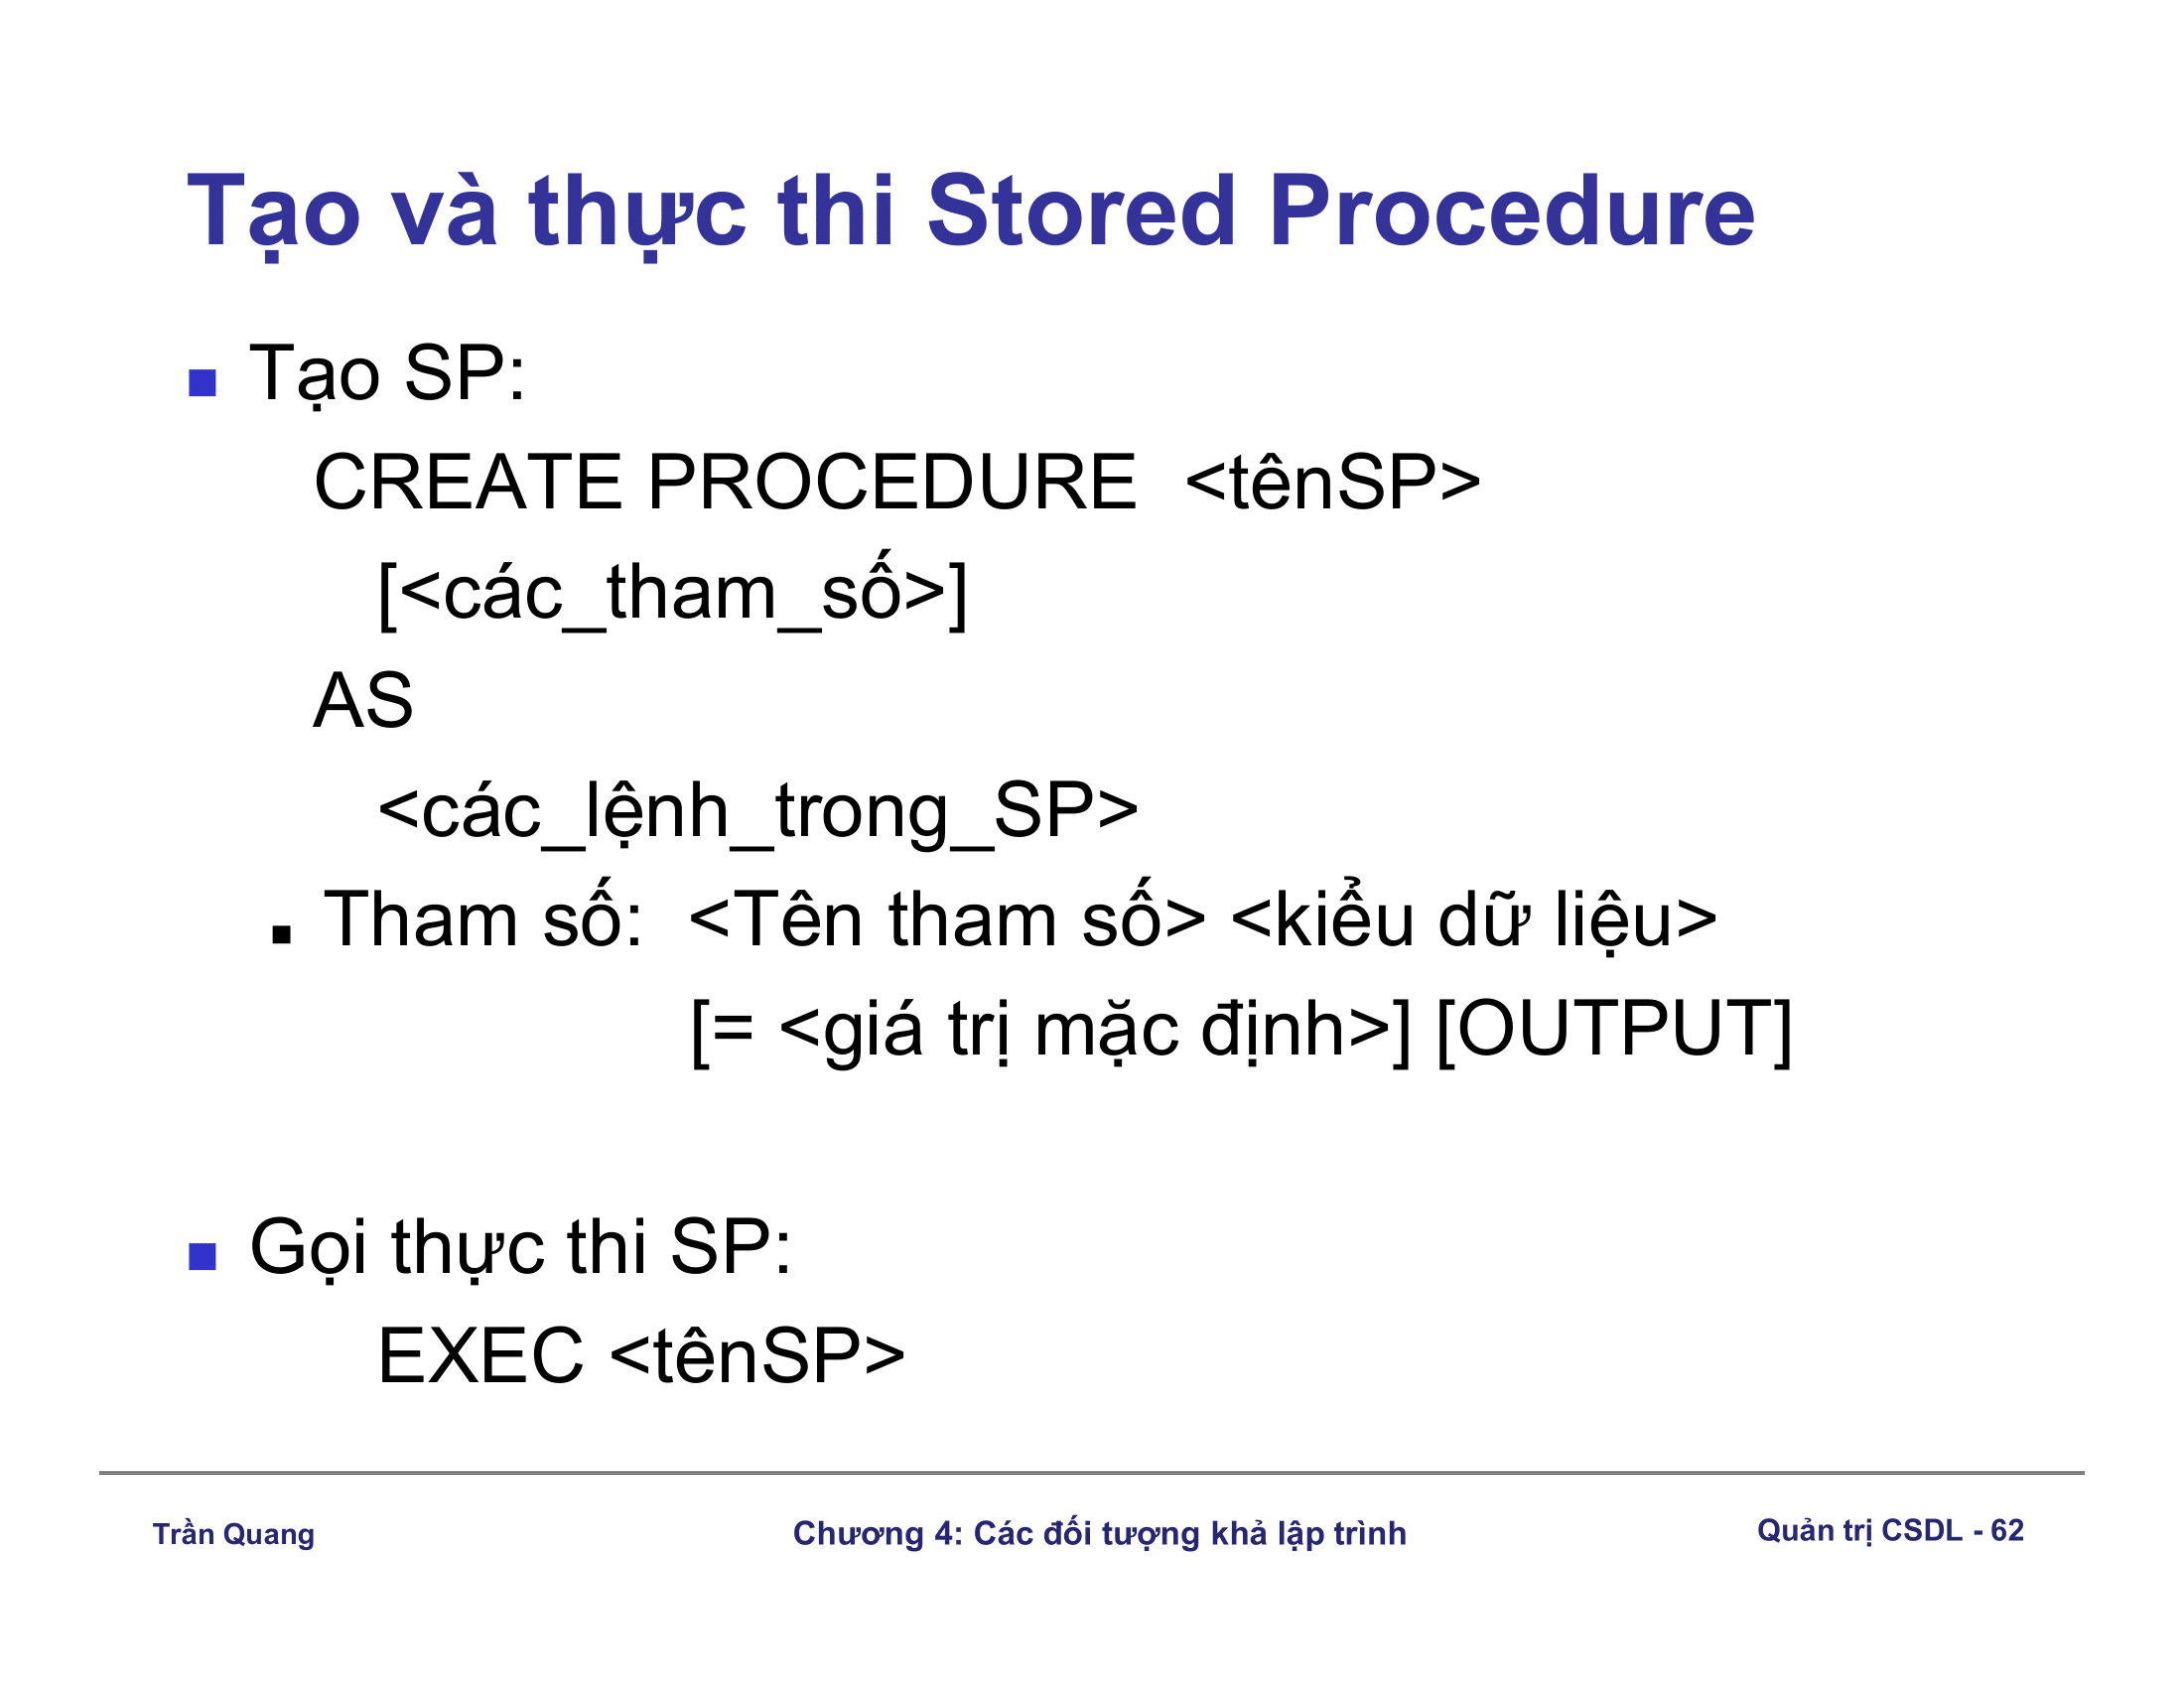 Tạo và thực thi Stored Procedure
Tạo SP:
CREATE PROCEDURE <tênSP>
[<các_tham_số>]
AS
<các_lệnh_trong_SP>
Tham số: <Tên tham số> <kiểu dữ liệu>
[= <giá trị mặc định>] [OUTPUT]
Gọi thực thi SP:
EXEC <tênSP>
Trần Quang
Chương 4: Các đối tượng khả lập trình
Quản trị CSDL - 62